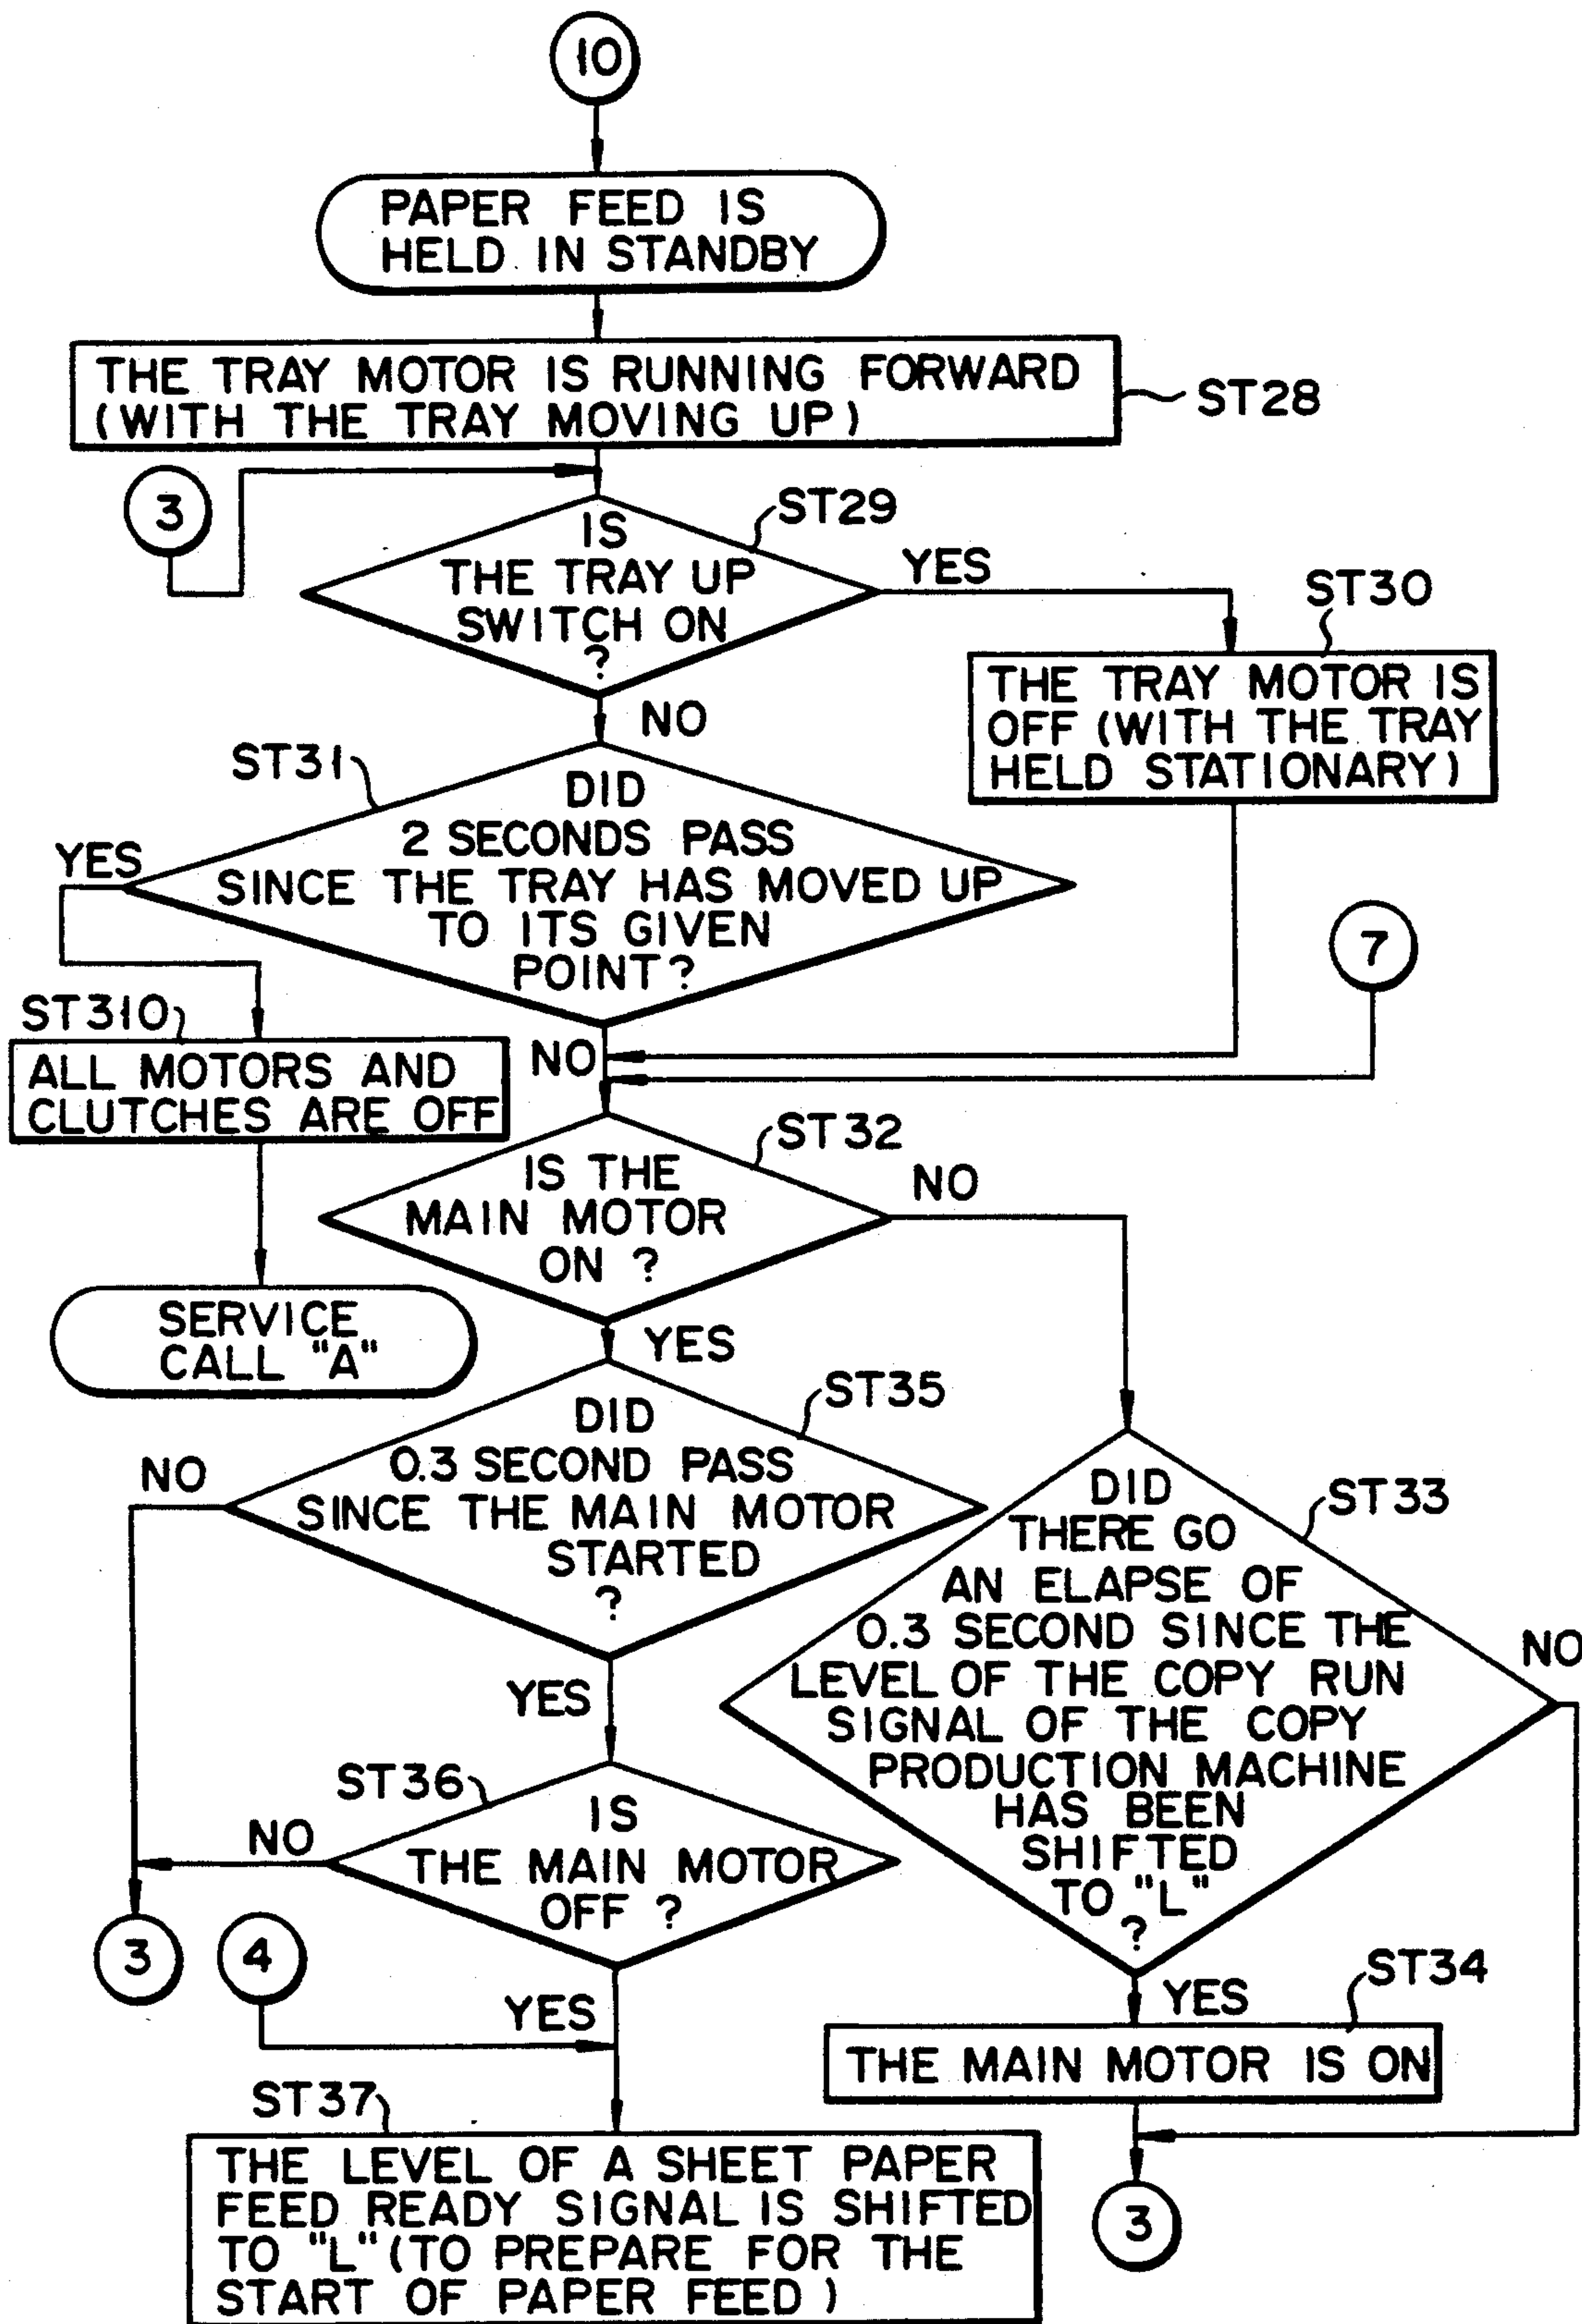 10
PAPER FEED IS
HELD IN STANDBY
THE TRAY MOTOR IS RUNNING FORWARD
(WITH THE TRAY MOVING UP)
ST28
3
ST29
IS
THE TRAY UP
SWITCH ON
?
YES
ST30
THE TRAY MOTOR IS
OFF (WITH THE TRAY
HELD STATIONARY)
NO
ST31
DID
2 SECONDS PASS
SINCE THE TRAY HAS MOVED UP
TO ITS GIVEN
POINT?
YES
7
ST310
ALL MOTORS AND
CLUTCHES ARE OFF
NO
ST32
IS THE
MAIN MOTOR
ON ?
NO
SERVICE
CALL "A"
YES
ST35
DID
0.3 SECOND PASS
SINCE THE MAIN MOTOR
STARTED
?
NO
ST33
DID
THERE GO
AN ELAPSE OF
0.3 SECOND SINCE THE
LEVEL OF THE COPY RUN
SIGNAL OF THE COPY
PRODUCTION MACHINE
HAS BEEN
SHIFTED
TO "L"
?
NO
YES
ST36
IS
THE MAIN MOTOR
OFF ?
NO
3
4
YES
YES
ST34
THE MAIN MOTOR IS ON
ST37
THE LEVEL OF A SHEET PAPER
FEED READY SIGNAL IS SHIFTED
TO "L" (TO PREPARE FOR THE
START OF PAPER FEED)
3